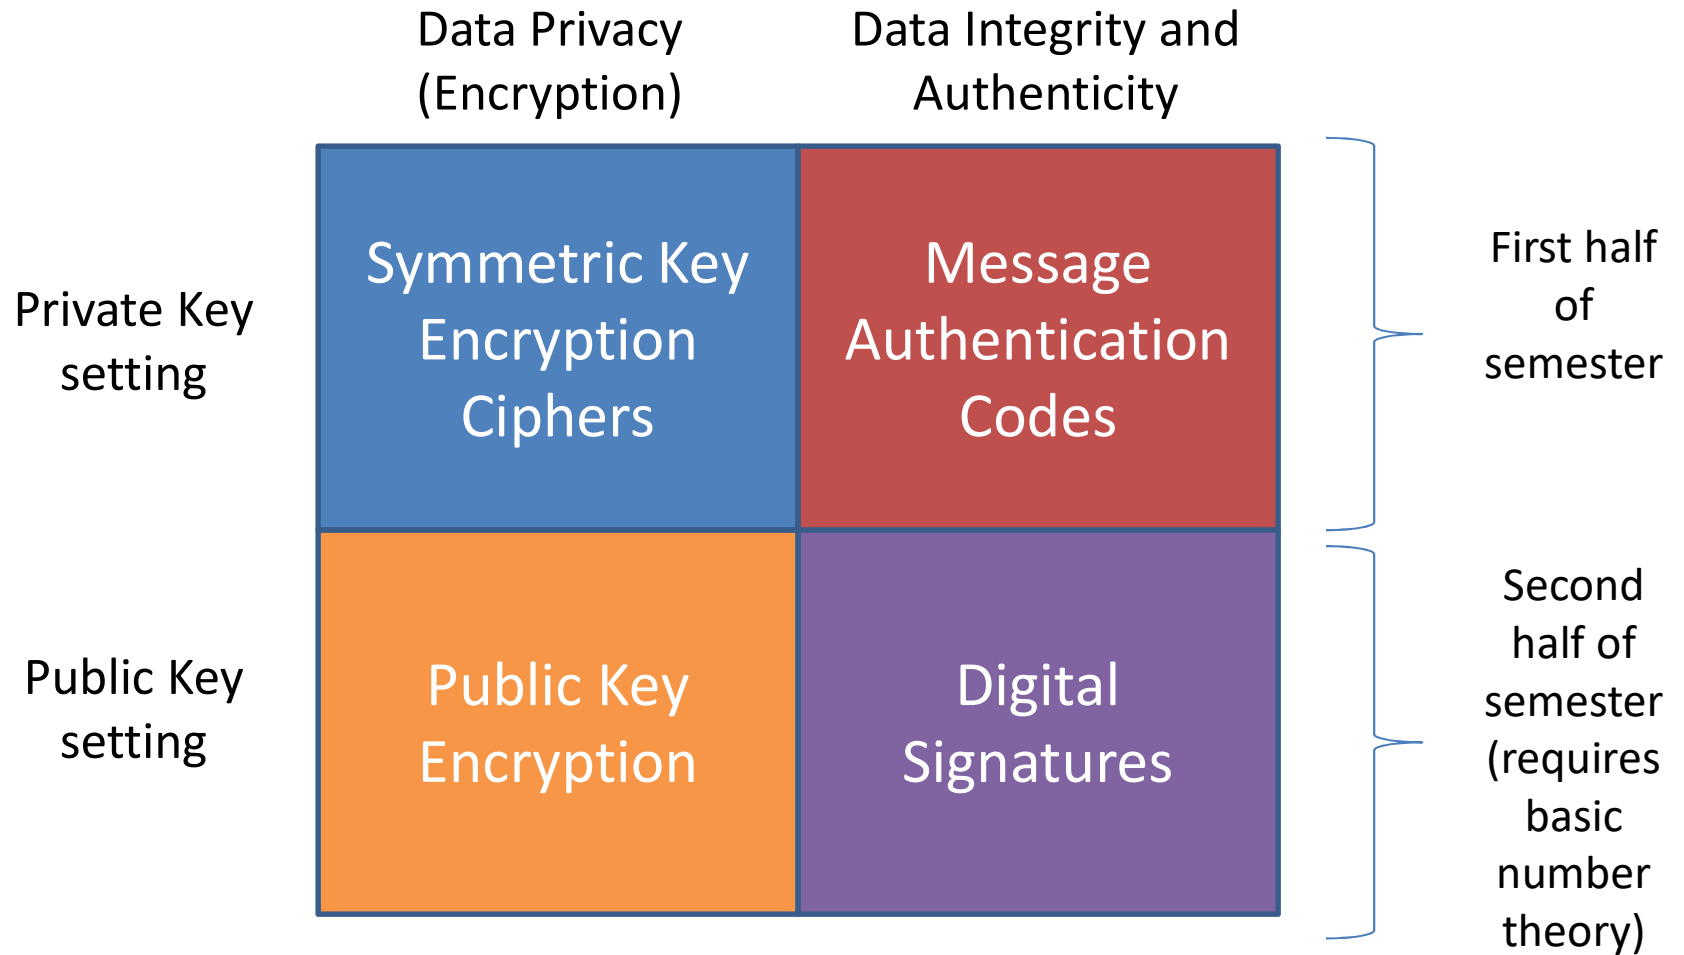 Data Privacy
(Encryption)
Data Integrity and
Authenticity
Private Key
setting
Symmetric Key
Encryption
Ciphers
Message
Authentication
Codes
First half
of
semester
Public Key
setting
Public Key
Encryption
Digital
Signatures
Second
half of
semester
(requires
basic
number
theory)